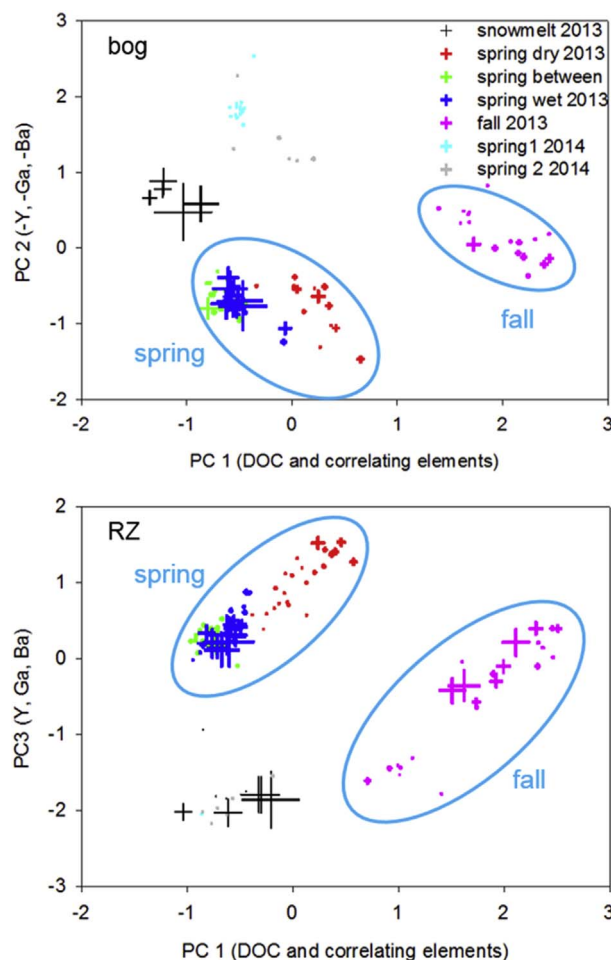 bog
snowmelt 2013
spring dry 2013
spring between
spring wet 2013
fall 2013
spring1 2014
spring 2 2014
3
2
1
0
-1
-2
PC 2 (-Y, -Ga, -Ba)
spring
fall
-2 -1 0 1 2 3
PC 1 (DOC and correlating elements)
RZ
2
1
0
-1
-2
-3
PC3 (Y, Ga, Ba)
spring
fall
-2 -1 0 1 2 3
PC 1 (DOC and correlating elements)